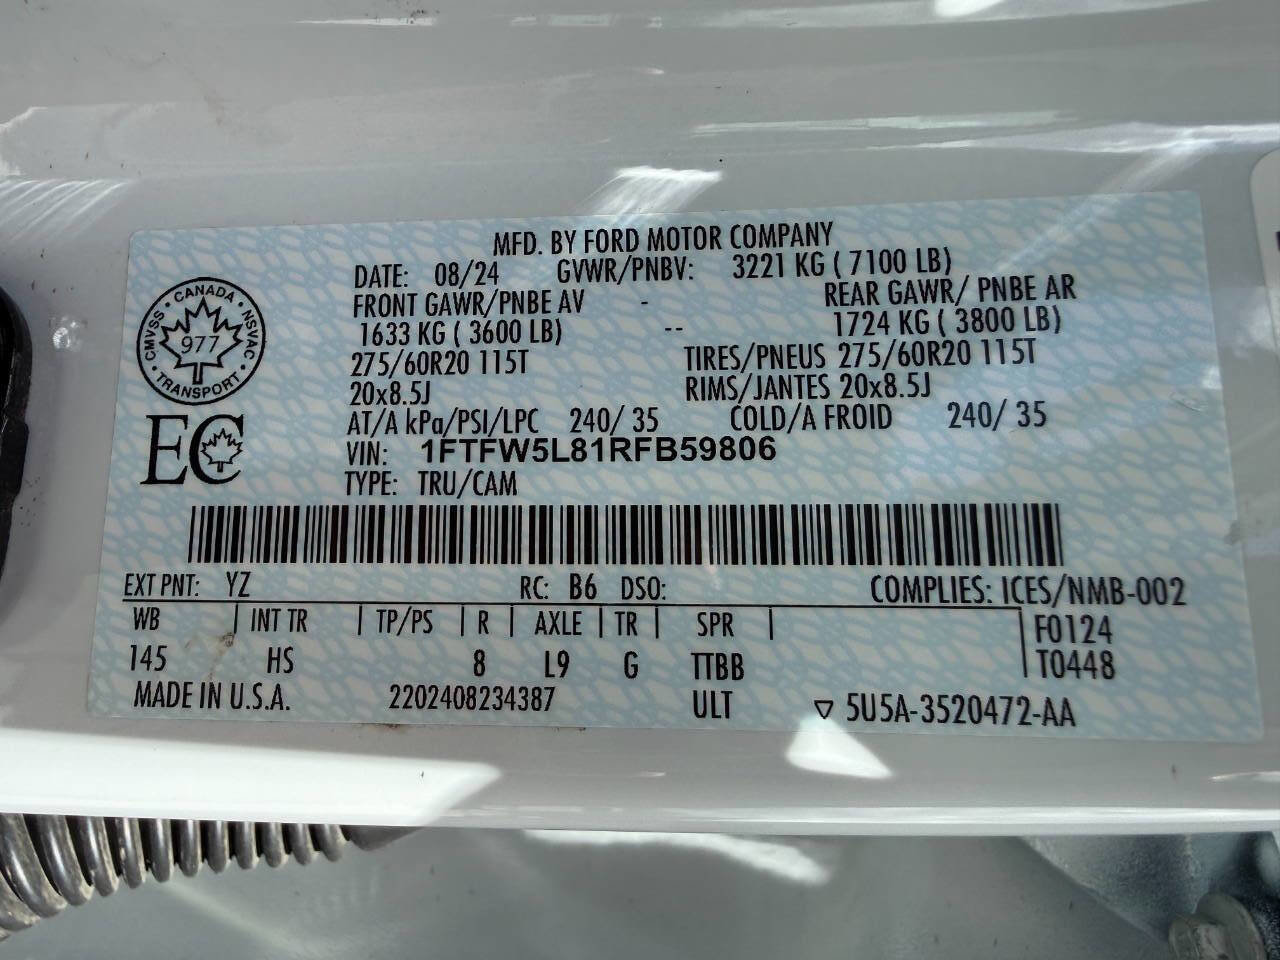 MFD. BY FORD MOTOR COMPANY
DATE: 08/24 GVWR/PNBV: 3221 KG ( 7100 LB)
FRONT GAWR/PNBE AV - REAR GAWR/ PNBE AR
1633 KG ( 3600 LB) -- 1724 KG ( 3800 LB)
275/60R20 115T TIRES/PNEUS 275/60R20 115T
20x8.5J RIMS/JANTES 20x8.5J
AT/A kPa/PSI/LPC 240/ 35 COLD/A FROID 240/ 35
VIN: 1FTFW5L81RFB59806
TYPE: TRU/CAM
CANADA
CMVSS • NSVAC
977
TRANSPORT
EC
EXT PNT: YZ RC: B6 DSO: COMPLIES: ICES/NMB-002
WB | INT TR | TP/PS | R | AXLE | TR | SPR | F0124
145 HS 8 L9 G TTBB T0448
MADE IN U.S.A. 2202408234387 ULT ▽ 5U5A-3520472-AA